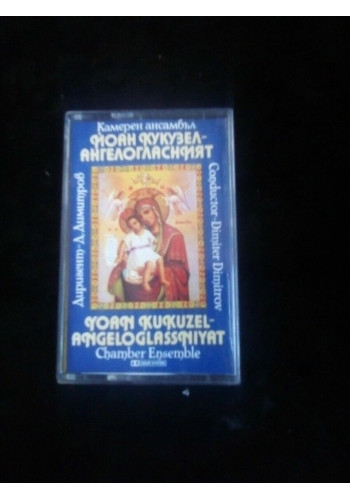 Камерен ансамбъл
ЙОАН КУКУЗЕЛ-
АНГЕЛОГЛАСНИЯТ
Диригент-Д. Димитров
Conductor-Dimiter Dimitrov
YOAN KUKUZEL-
ANGELOGLASSNIYAT
Chamber Ensemble